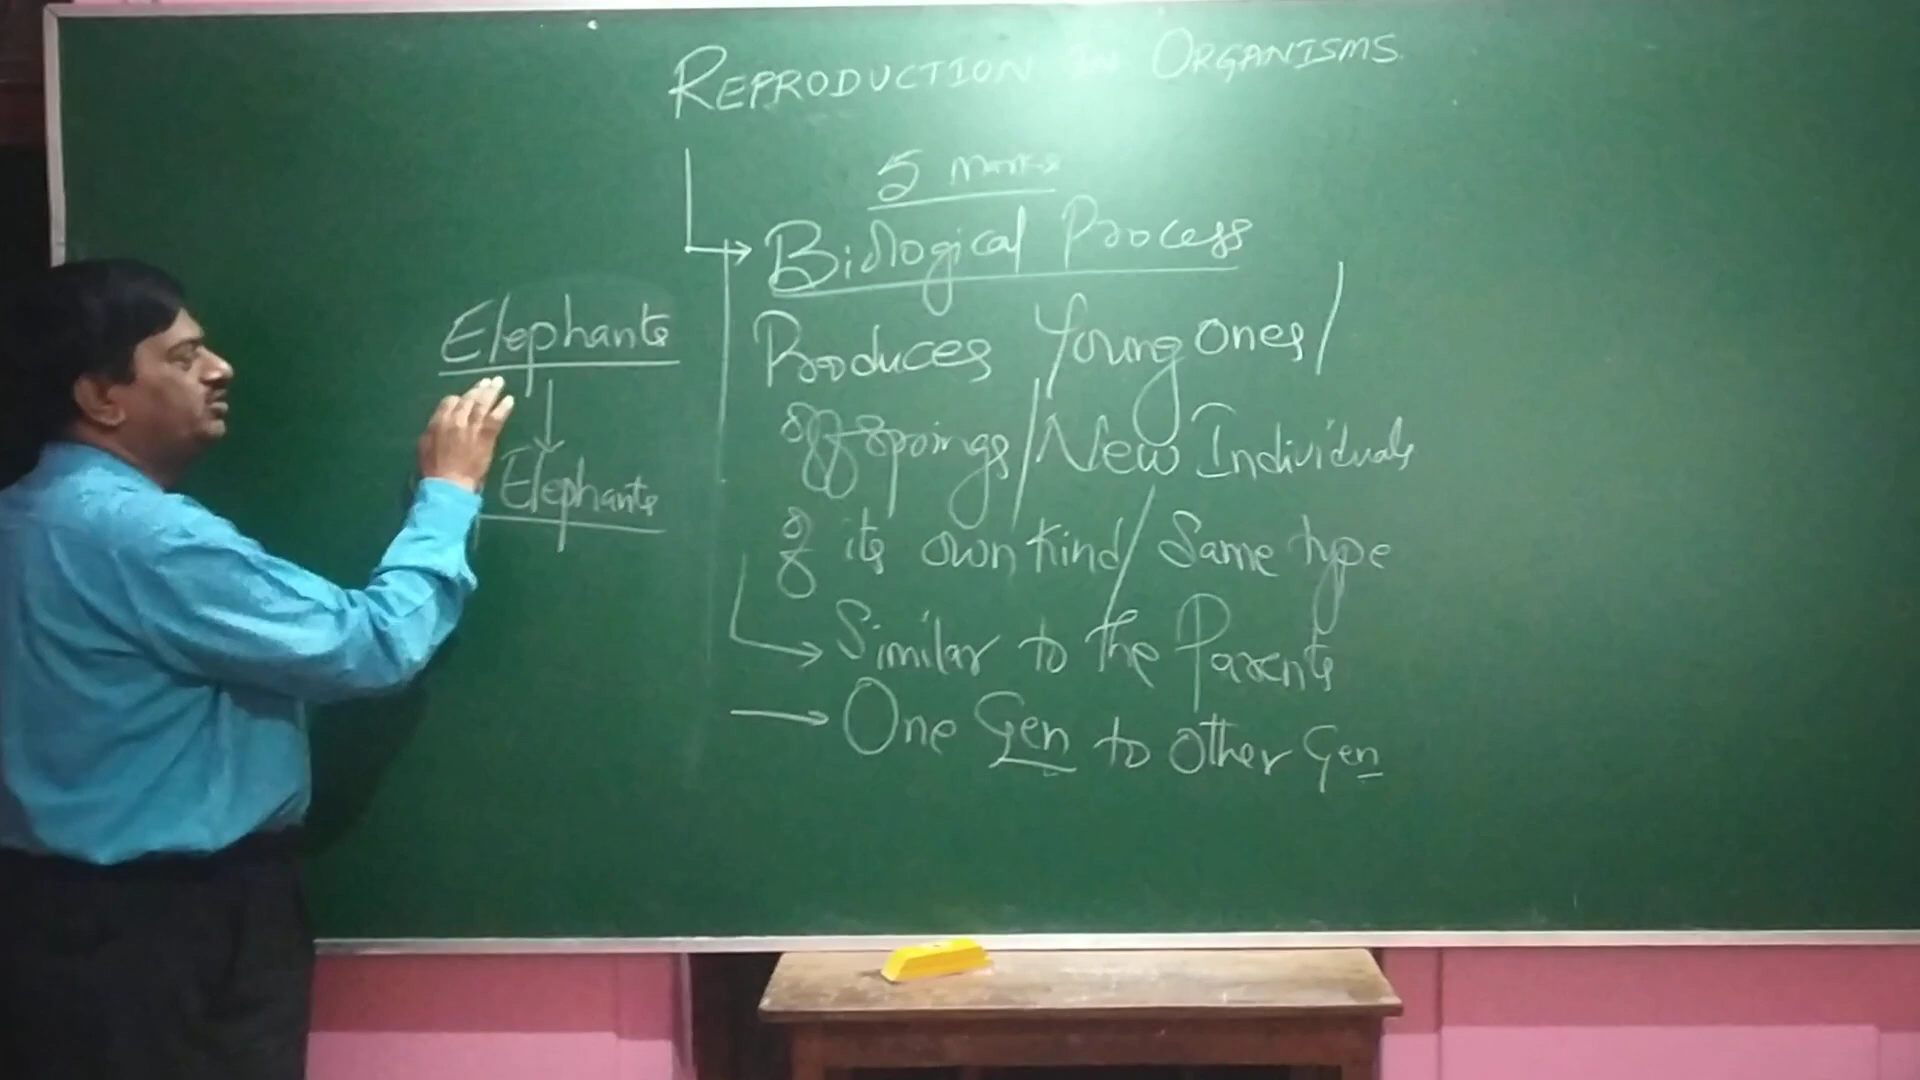 REPRODUCTION IN ORGANISMS
5 Marks
Biological Process
Produces Young ones/
offsprings/New Individuals
of its own kind/Same type
Similar to the Parents
One Gen to other Gen
Elephants
Elephants